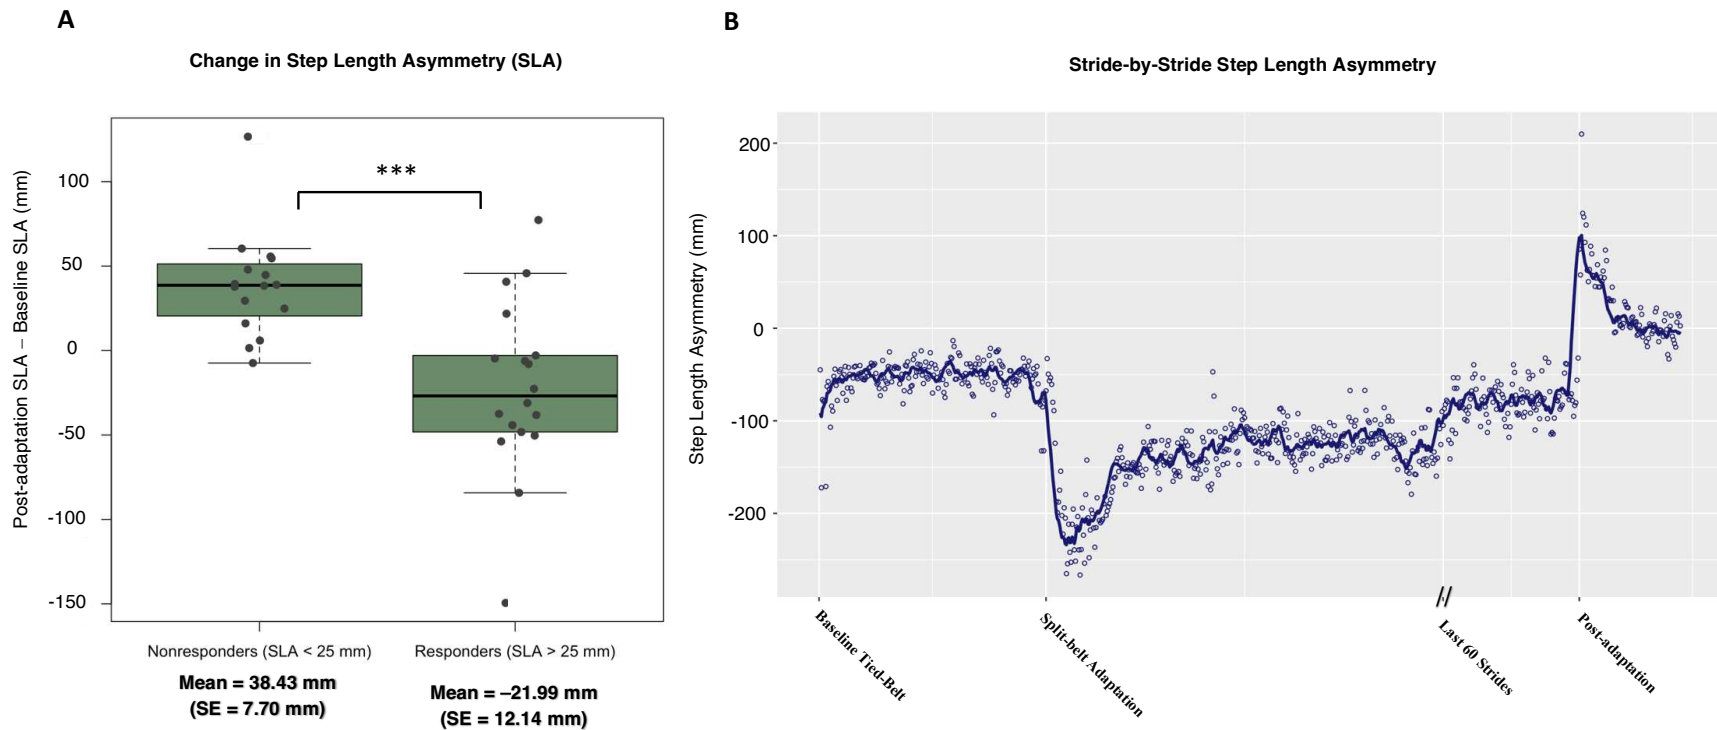 A
Change in Step Length Asymmetry (SLA)
Post-adaptation SLA – Baseline SLA (mm)
100
50
0
-50
-100
-150
***
Nonresponders (SLA < 25 mm)
Responders (SLA > 25 mm)
Mean = 38.43 mm
(SE = 7.70 mm)
Mean = –21.99 mm
(SE = 12.14 mm)
B
Stride-by-Stride Step Length Asymmetry
Step Length Asymmetry (mm)
200
100
0
-100
-200
//
Baseline Tied-Belt
Split-belt Adaptation
Last 60 Strides
Post-adaptation